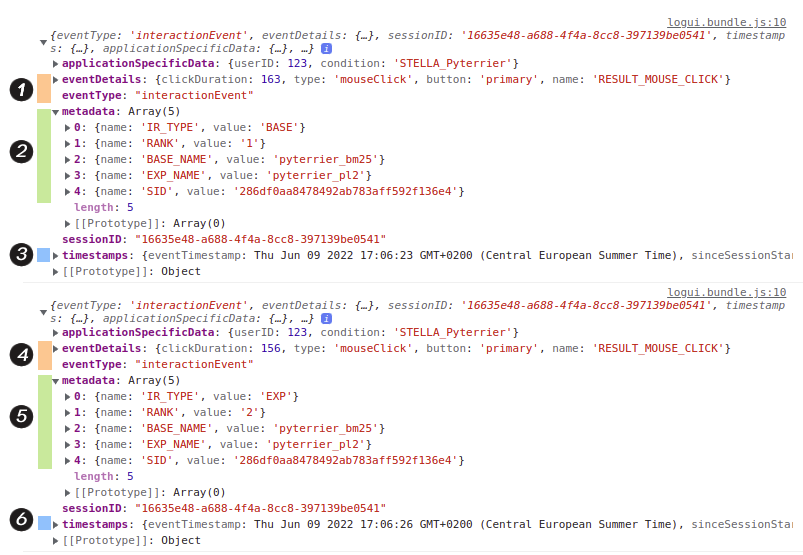 logui.bundle.js:10
{eventType: 'interactionEvent', eventDetails: {…}, sessionID: '16635e48-a688-4f4a-8cc8-397139be0541', timestamp
s: {…}, applicationSpecificData: {…}, …} i
applicationSpecificData: {userID: 123, condition: 'STELLA_Pyterrier'}
1 eventDetails: {clickDuration: 163, type: 'mouseClick', button: 'primary', name: 'RESULT_MOUSE_CLICK'}
eventType: "interactionEvent"
metadata: Array(5)
0: {name: 'IR_TYPE', value: 'BASE'}
1: {name: 'RANK', value: '1'}
2 2: {name: 'BASE_NAME', value: 'pyterrier_bm25'}
3: {name: 'EXP_NAME', value: 'pyterrier_pl2'}
4: {name: 'SID', value: '286df0aa8478492ab783aff592f136e4'}
length: 5
[[Prototype]]: Array(0)
sessionID: "16635e48-a688-4f4a-8cc8-397139be0541"
3 timestamps: {eventTimestamp: Thu Jun 09 2022 17:06:23 GMT+0200 (Central European Summer Time), sinceSessionStar
[[Prototype]]: Object
logui.bundle.js:10
{eventType: 'interactionEvent', eventDetails: {…}, sessionID: '16635e48-a688-4f4a-8cc8-397139be0541', timestamp
s: {…}, applicationSpecificData: {…}, …} i
applicationSpecificData: {userID: 123, condition: 'STELLA_Pyterrier'}
4 eventDetails: {clickDuration: 156, type: 'mouseClick', button: 'primary', name: 'RESULT_MOUSE_CLICK'}
eventType: "interactionEvent"
metadata: Array(5)
0: {name: 'IR_TYPE', value: 'EXP'}
5 1: {name: 'RANK', value: '2'}
2: {name: 'BASE_NAME', value: 'pyterrier_bm25'}
3: {name: 'EXP_NAME', value: 'pyterrier_pl2'}
4: {name: 'SID', value: '286df0aa8478492ab783aff592f136e4'}
length: 5
[[Prototype]]: Array(0)
sessionID: "16635e48-a688-4f4a-8cc8-397139be0541"
6 timestamps: {eventTimestamp: Thu Jun 09 2022 17:06:26 GMT+0200 (Central European Summer Time), sinceSessionStar
[[Prototype]]: Object